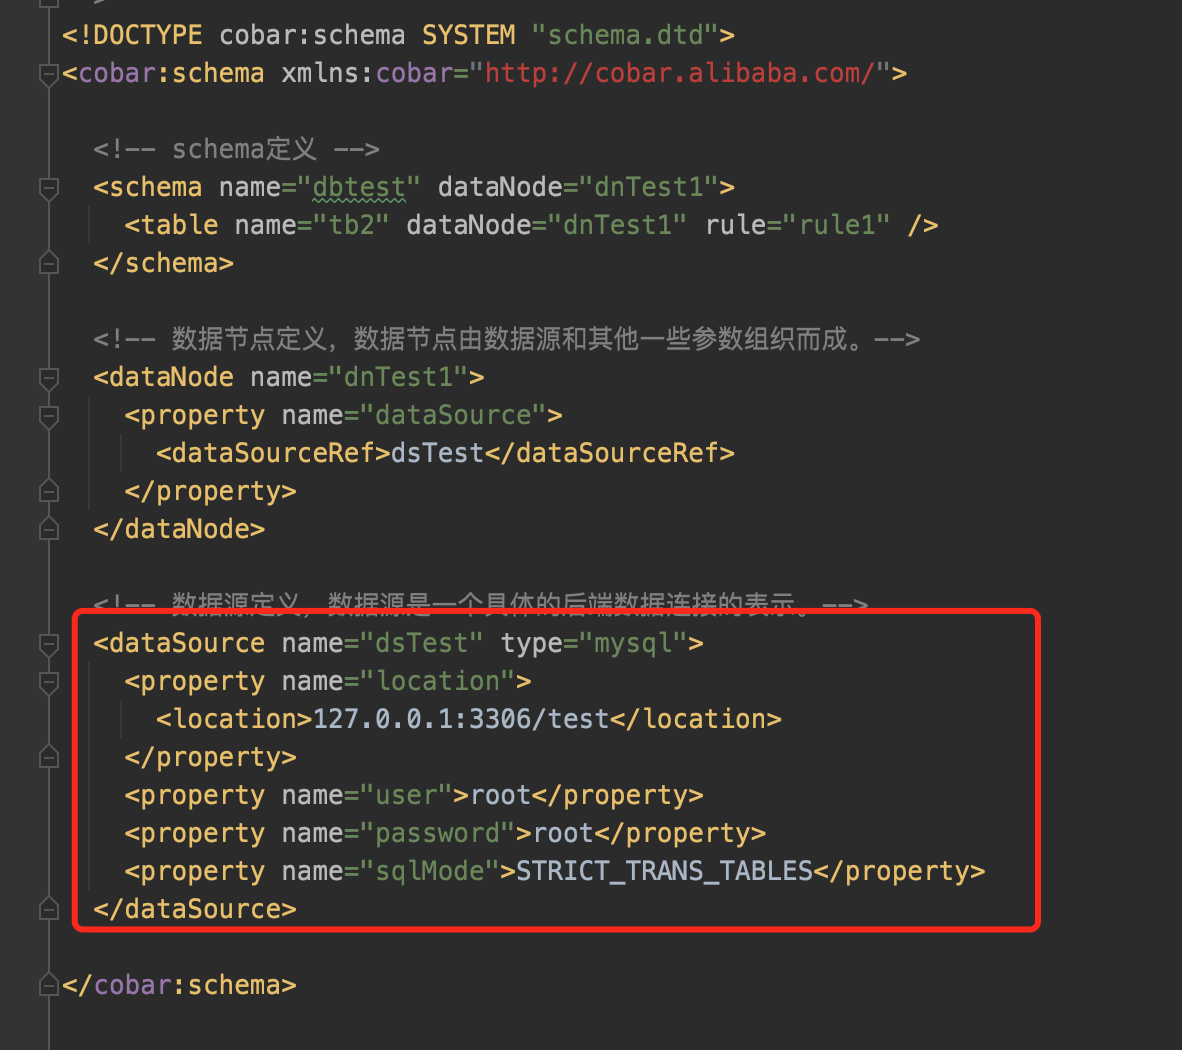 <!DOCTYPE cobar:schema SYSTEM "schema.dtd">
<cobar:schema xmlns:cobar="http://cobar.alibaba.com/">
<!-- schema定义 -->
<schema name="dbtest" dataNode="dnTest1">
<table name="tb2" dataNode="dnTest1" rule="rule1" />
</schema>
<!-- 数据节点定义，数据节点由数据源和其他一些参数组织而成。-->
<dataNode name="dnTest1">
<property name="dataSource">
<dataSourceRef>dsTest</dataSourceRef>
</property>
</dataNode>
<!-- 数据源定义，数据源是一个具体的后端数据连接的表示。-->
<dataSource name="dsTest" type="mysql">
<property name="location">
<location>127.0.0.1:3306/test</location>
</property>
<property name="user">root</property>
<property name="password">root</property>
<property name="sqlMode">STRICT_TRANS_TABLES</property>
</dataSource>
</cobar:schema>